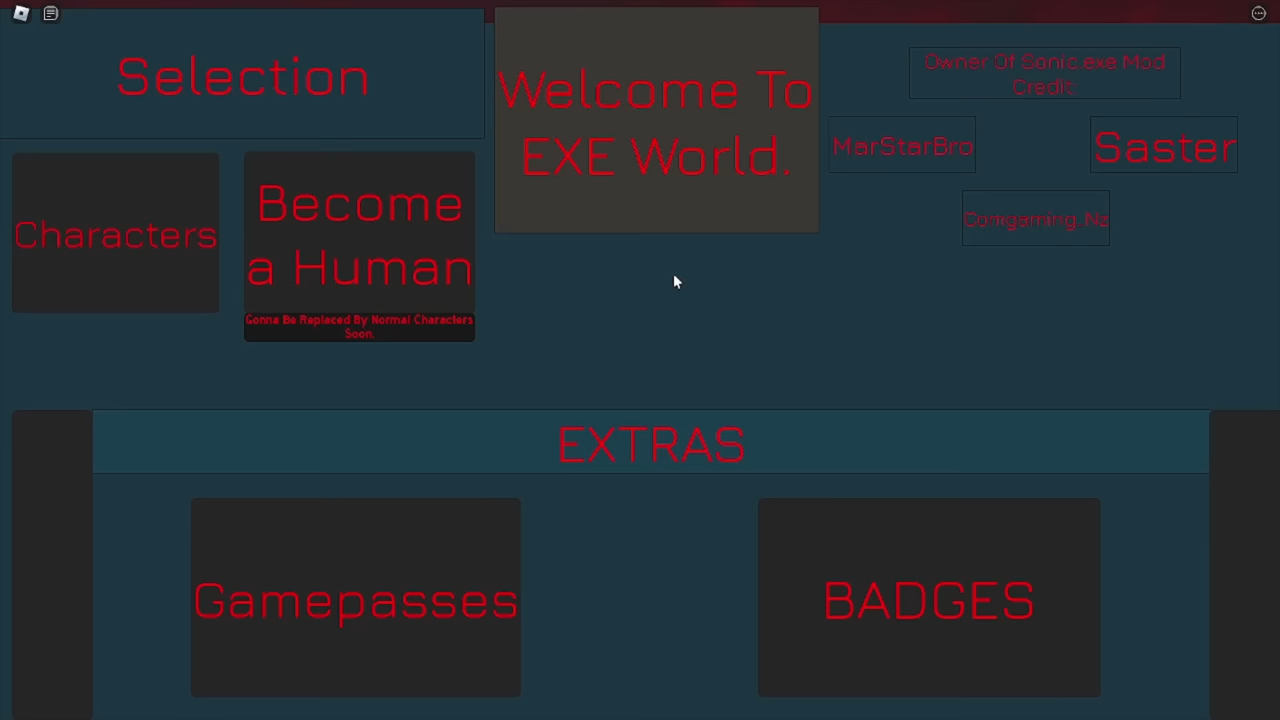 Selection
Welcome To
EXE World.
Owner Of Sonic.exe Mod
Credit
MarStarBro
Saster
Comgaming_Nz
Characters
Become
a Human
Gonna Be Replaced By Normal Characters
Soon.
EXTRAS
Gamepasses
BADGES